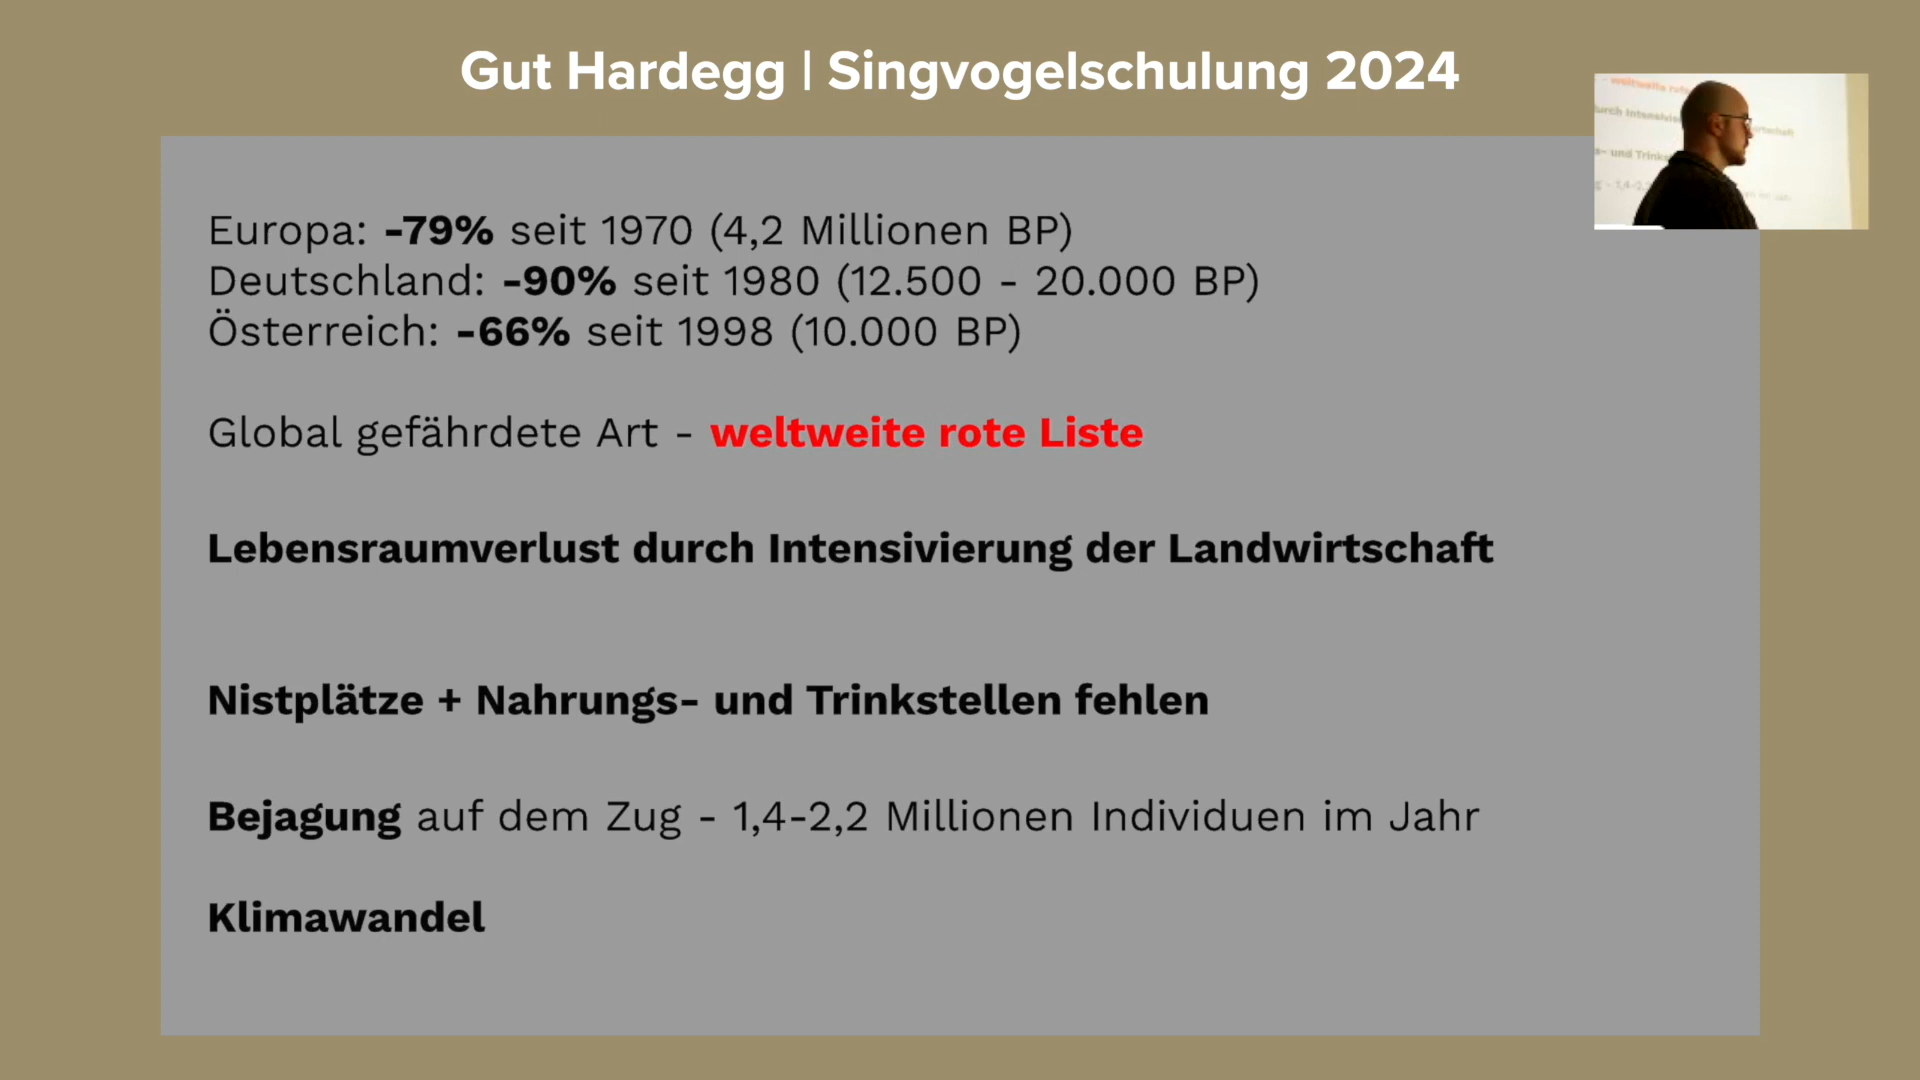 Gut Hardegg | Singvogelschulung 2024
Europa: -79% seit 1970 (4,2 Millionen BP)
Deutschland: -90% seit 1980 (12.500 - 20.000 BP)
Österreich: -66% seit 1998 (10.000 BP)
Global gefährdete Art - weltweite rote Liste
Lebensraumverlust durch Intensivierung der Landwirtschaft
Nistplätze + Nahrungs- und Trinkstellen fehlen
Bejagung auf dem Zug - 1,4-2,2 Millionen Individuen im Jahr
Klimawandel